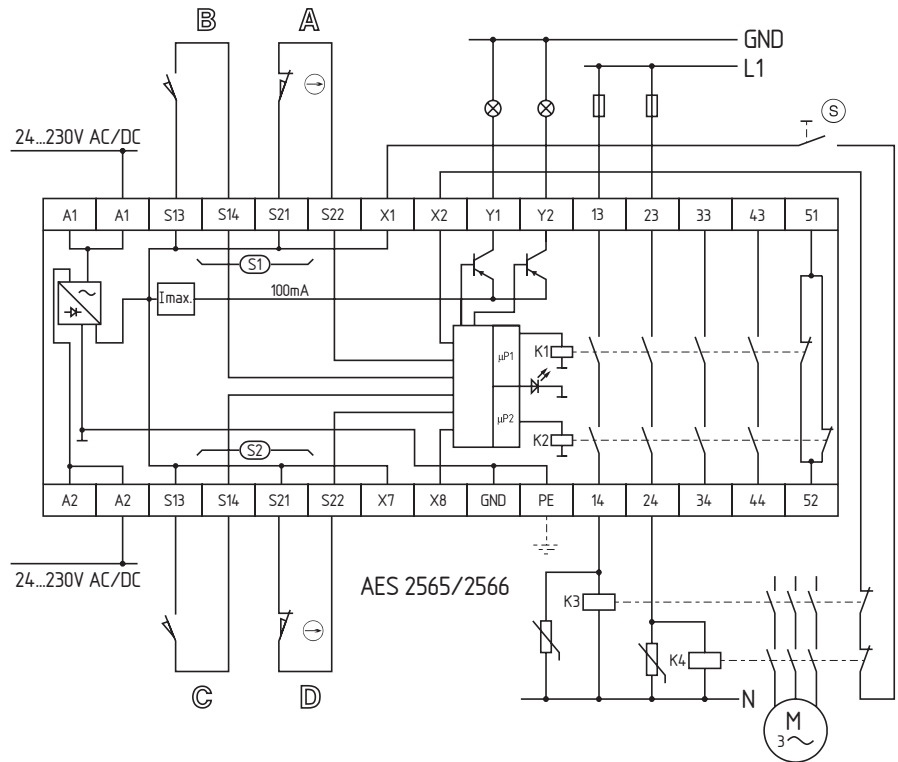 B A
GND
L1
S
24...230V AC/DC
A1 A1 S13 S14 S21 S22 X1 X2 Y1 Y2 13 23 33 43 51
S1
Imax. 100mA
K1 µP1
µP2
K2
S2
A2 A2 S13 S14 S21 S22 X7 X8 GND PE 14 24 34 44 52
24...230V AC/DC
AES 2565/2566
K3
K4
C D
N
M
3